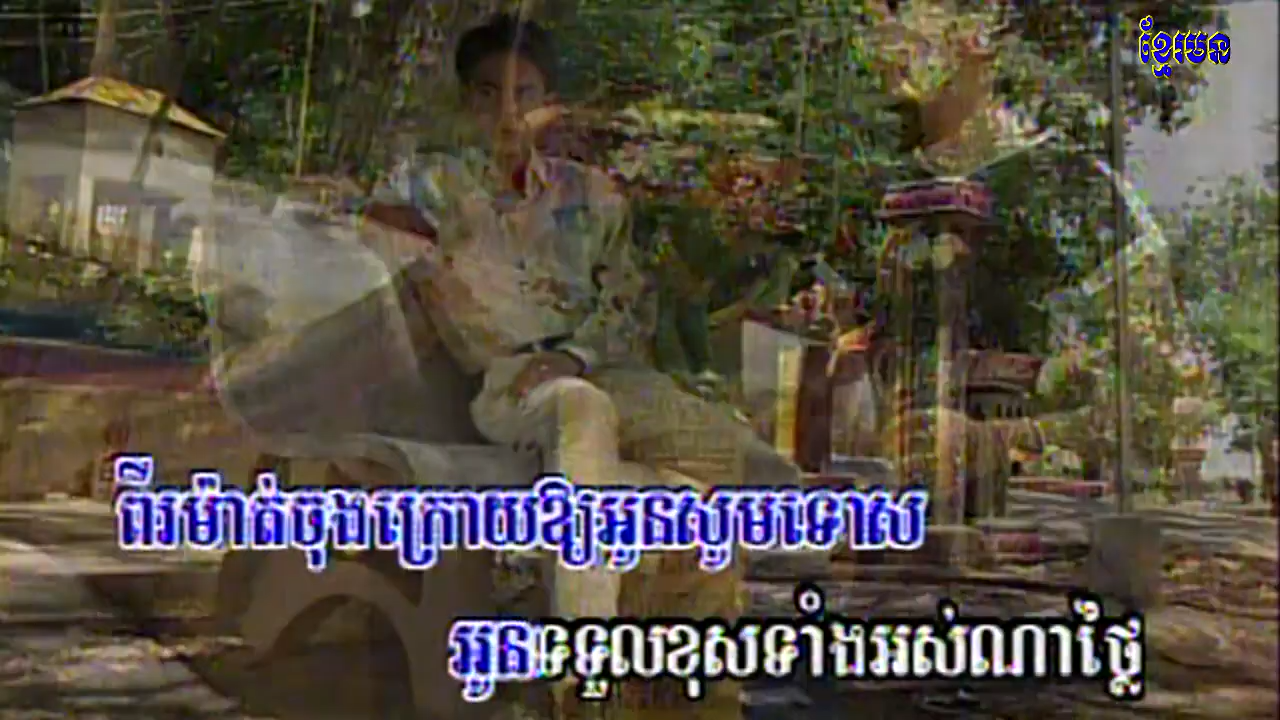 ខ្មែរមេន
ពីរម៉ាត់ចុងក្រោយឱ្យអូនសូមទោស
អូនទទួលខុសទាំងអស់ណាថ្លៃ